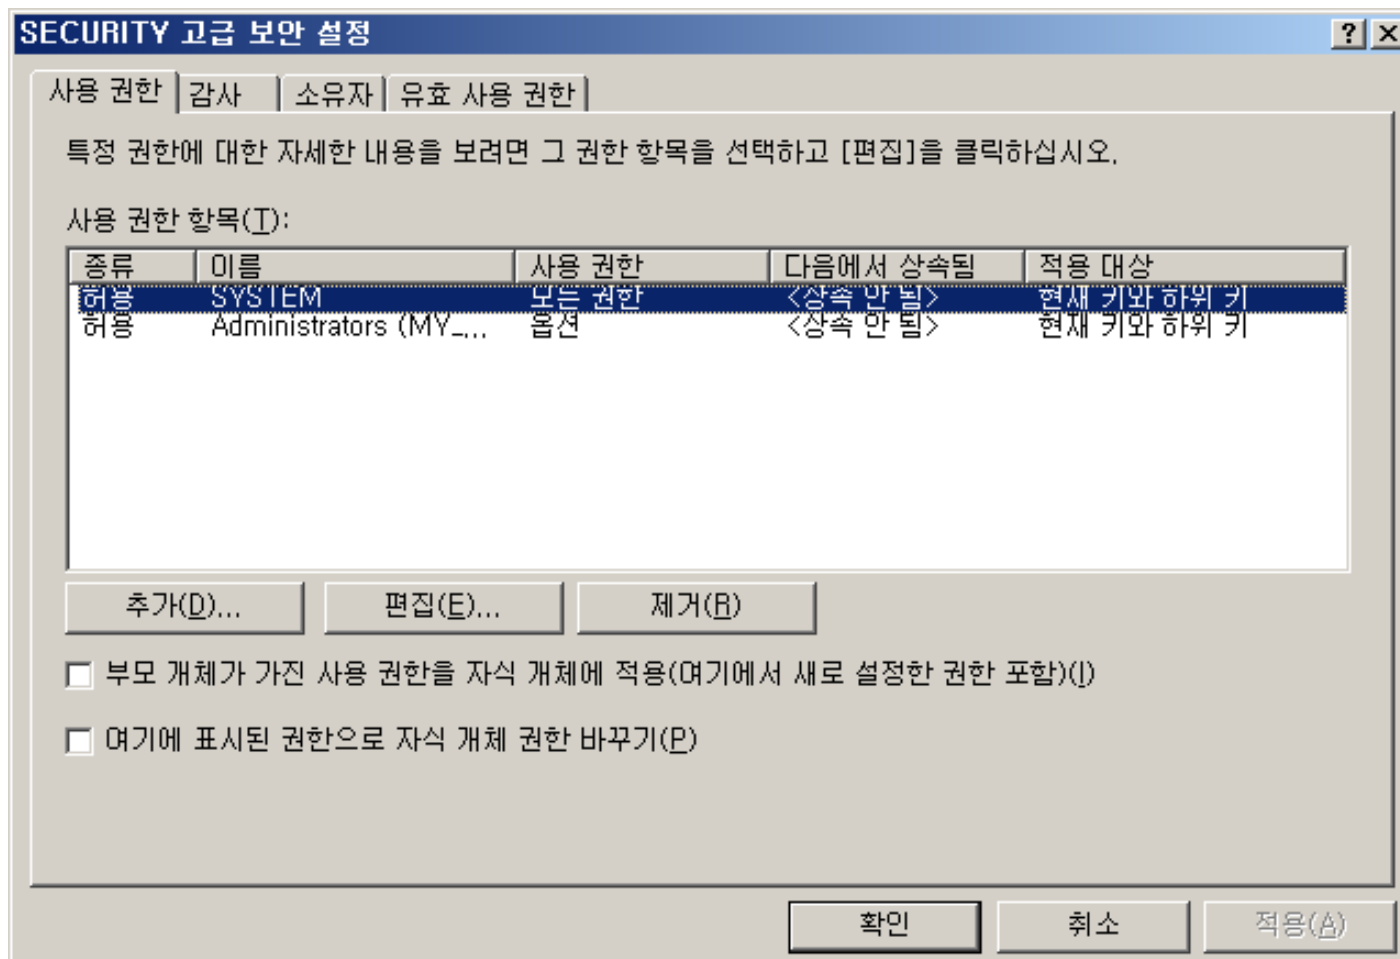 SECURITY 고급 보안 설정
사용 권한 감사 소유자 유효 사용 권한
특정 권한에 대한 자세한 내용을 보려면 그 권한 항목을 선택하고 [편집]을 클릭하십시오.
사용 권한 항목(T):
종류 이름 사용 권한 다음에서 상속됨 적용 대상
허용 SYSTEM 모든 권한 <상속 안 됨> 현재 키와 하위 키
허용 Administrators (MY_... 옵션 <상속 안 됨> 현재 키와 하위 키
추가(D)... 편집(E)... 제거(R)
부모 개체가 가진 사용 권한을 자식 개체에 적용(여기에서 새로 설정한 권한 포함)(I)
여기에 표시된 권한으로 자식 개체 권한 바꾸기(P)
확인 취소 적용(A)